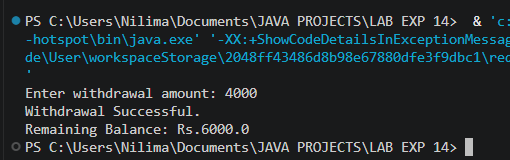 PS C:\Users\Nilima\Documents\JAVA PROJECTS\LAB EXP 14>  & 'c:
-hotspot\bin\java.exe' '-XX:+ShowCodeDetailsInExceptionMessag
de\User\workspaceStorage\2048ff43486d8b98e67880dfe3f9dbc1\red
'
Enter withdrawal amount: 4000
Withdrawal Successful.
Remaining Balance: Rs.6000.0
PS C:\Users\Nilima\Documents\JAVA PROJECTS\LAB EXP 14>